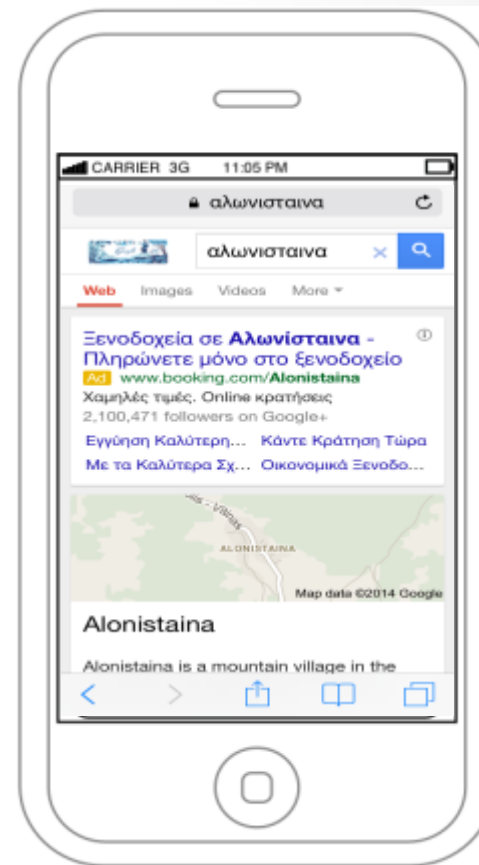 CARRIER 3G 11:05 PM
αλωνισταινα
αλωνισταινα
Web Images Videos More
Ξενοδοχεία σε Αλωνίσταινα -
Πληρώνετε μόνο στο ξενοδοχείο
Ad www.booking.com/Alonistaina
Χαμηλές τιμές. Online κρατήσεις
2,100,471 followers on Google+
Εγγύηση Καλύτερη... Κάντε Κράτηση Τώρα
Με τα Καλύτερα Σχ... Οικονομικά Ξενοδο...
- Vilinas
ALONISTAINA
Map data ©2014 Google
Alonistaina
Alonistaina is a mountain village in the